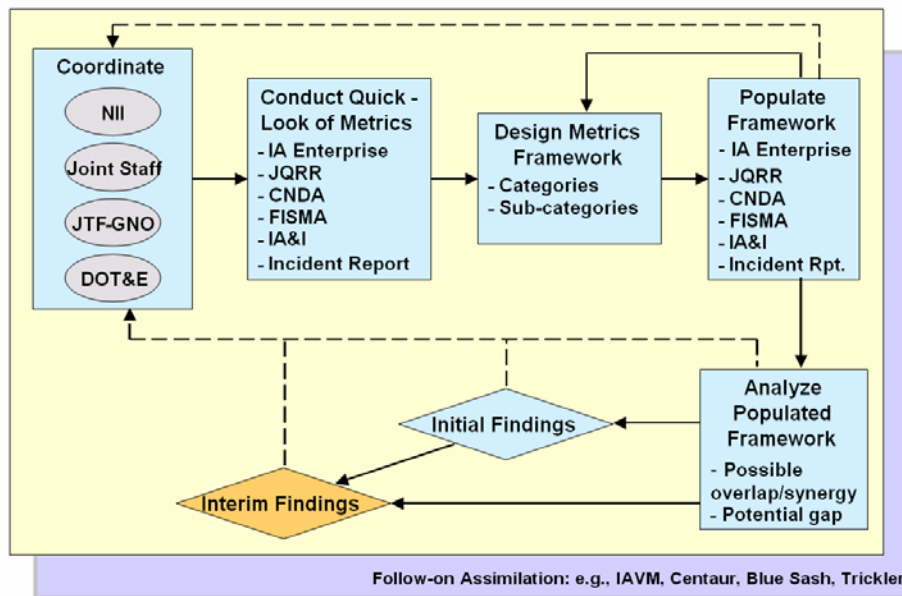 Coordinate
NII
Joint Staff
JTF-GNO
DOT&E
Conduct Quick -
Look of Metrics
- IA Enterprise
- JQRR
- CNDA
- FISMA
- IA&I
- Incident Report
Design Metrics
Framework
- Categories
- Sub-categories
Populate
Framework
- IA Enterprise
- JQRR
- CNDA
- FISMA
- IA&I
- Incident Rpt.
Analyze
Populated
Framework
- Possible
overlap/synergy
- Potential gap
Initial Findings
Interim Findings
Follow-on Assimilation: e.g., IAVM, Centaur, Blue Sash, Trickler